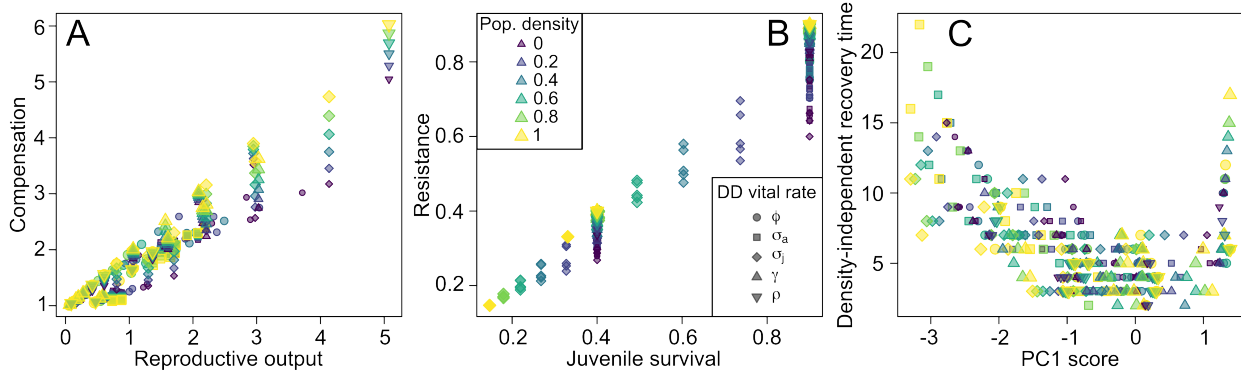 A
Compensation
6
5
4
3
2
1
0
1
2
3
4
5
Reproductive output
B
Pop. density
0
0.2
0.4
0.6
0.8
1
Resistance
0.8
0.6
0.4
0.2
DD vital rate
ϕ
σa
σj
γ
ρ
0.2
0.4
0.6
0.8
Juvenile survival
C
Density-independent recovery time
20
15
10
5
-3
-2
-1
0
1
PC1 score